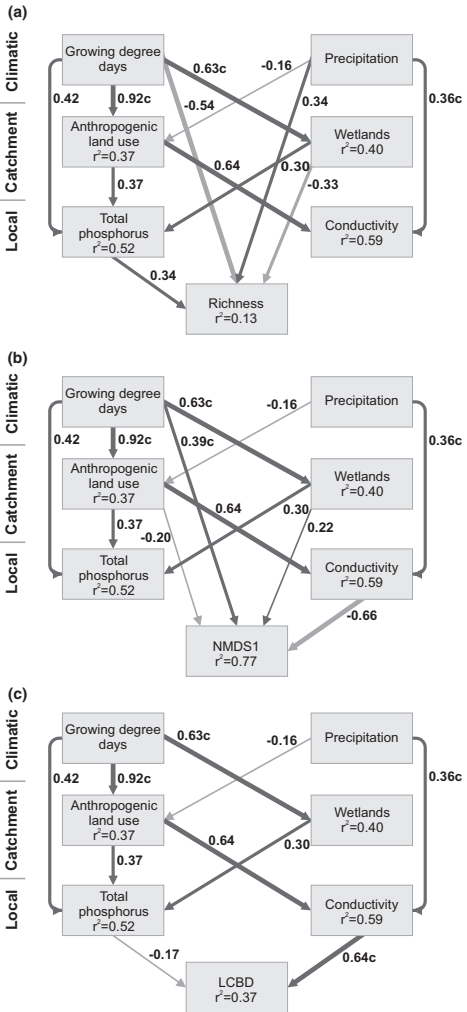 (a)
Climatic
Catchment
Local
Growing degree
days
Precipitation
0.63c
-0.16
0.42
0.92c
-0.54
0.34
0.36c
Anthropogenic
land use
r²=0.37
Wetlands
r²=0.40
0.37
0.64
0.30
-0.33
Total
phosphorus
r²=0.52
Conductivity
r²=0.59
0.34
Richness
r²=0.13
(b)
Climatic
Catchment
Local
Growing degree
days
Precipitation
0.63c
-0.16
0.42
0.92c
0.39c
0.36c
Anthropogenic
land use
r²=0.37
Wetlands
r²=0.40
0.37
-0.20
0.64
0.30
0.22
Total
phosphorus
r²=0.52
Conductivity
r²=0.59
-0.66
NMDS1
r²=0.77
(c)
Climatic
Catchment
Local
Growing degree
days
Precipitation
0.63c
-0.16
0.42
0.92c
0.36c
Anthropogenic
land use
r²=0.37
Wetlands
r²=0.40
0.37
0.64
0.30
Total
phosphorus
r²=0.52
Conductivity
r²=0.59
-0.17
0.64c
LCBD
r²=0.37